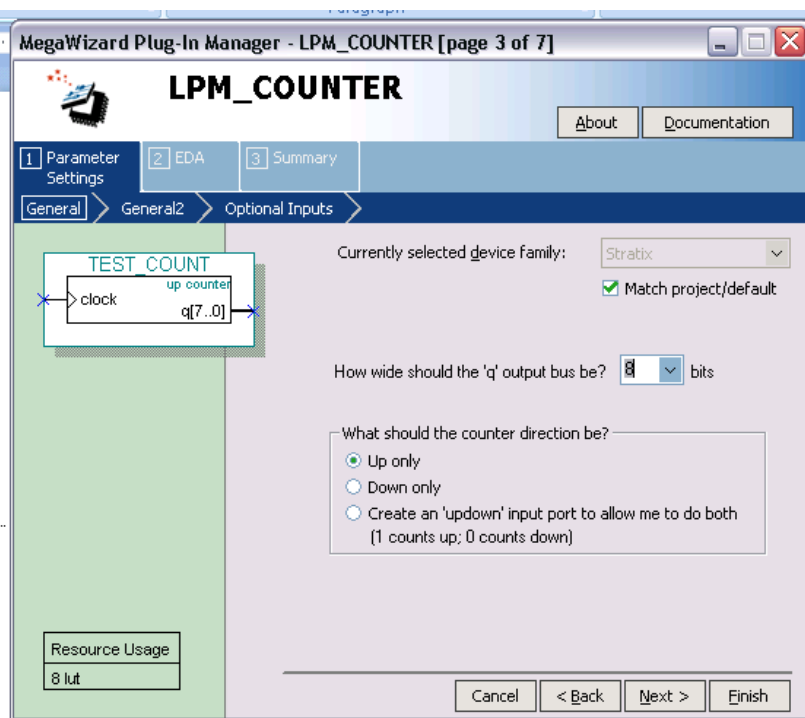 Paragraph
MegaWizard Plug-In Manager - LPM_COUNTER [page 3 of 7]
LPM_COUNTER
About
Documentation
1 Parameter Settings
2 EDA
3 Summary
General
General2
Optional Inputs
TEST_COUNT
up counter
clock
q[7..0]
Currently selected device family:
Stratix
Match project/default
How wide should the 'q' output bus be?
8
bits
What should the counter direction be?
Up only
Down only
Create an 'updown' input port to allow me to do both
(1 counts up; 0 counts down)
Resource Usage
8 lut
Cancel
< Back
Next >
Finish